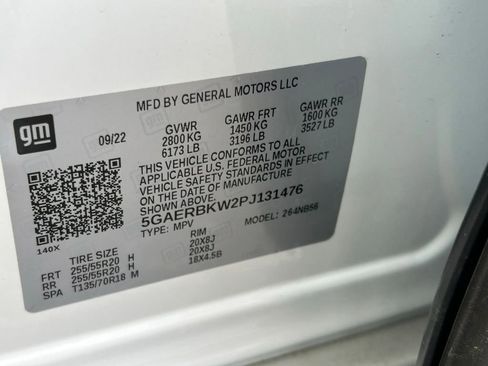 MFD BY GENERAL MOTORS LLC
gm
09/22
GVWR GAWR FRT GAWR RR
2800 KG 1450 KG 1600 KG
6173 LB 3196 LB 3527 LB
THIS VEHICLE CONFORMS TO ALL
APPLICABLE U.S. FEDERAL MOTOR
VEHICLE SAFETY STANDARDS IN EFFECT
ON THE DATE OF MANUFACTURE SHOWN ABOVE.
5GAERBKW2PJ131476
TYPE: MPV MODEL: 264NB56
140X
TIRE SIZE RIM
FRT 255/55R20 H 20X8J
RR 255/55R20 H 20X8J
SPA T135/70R18 M 18X4.5B